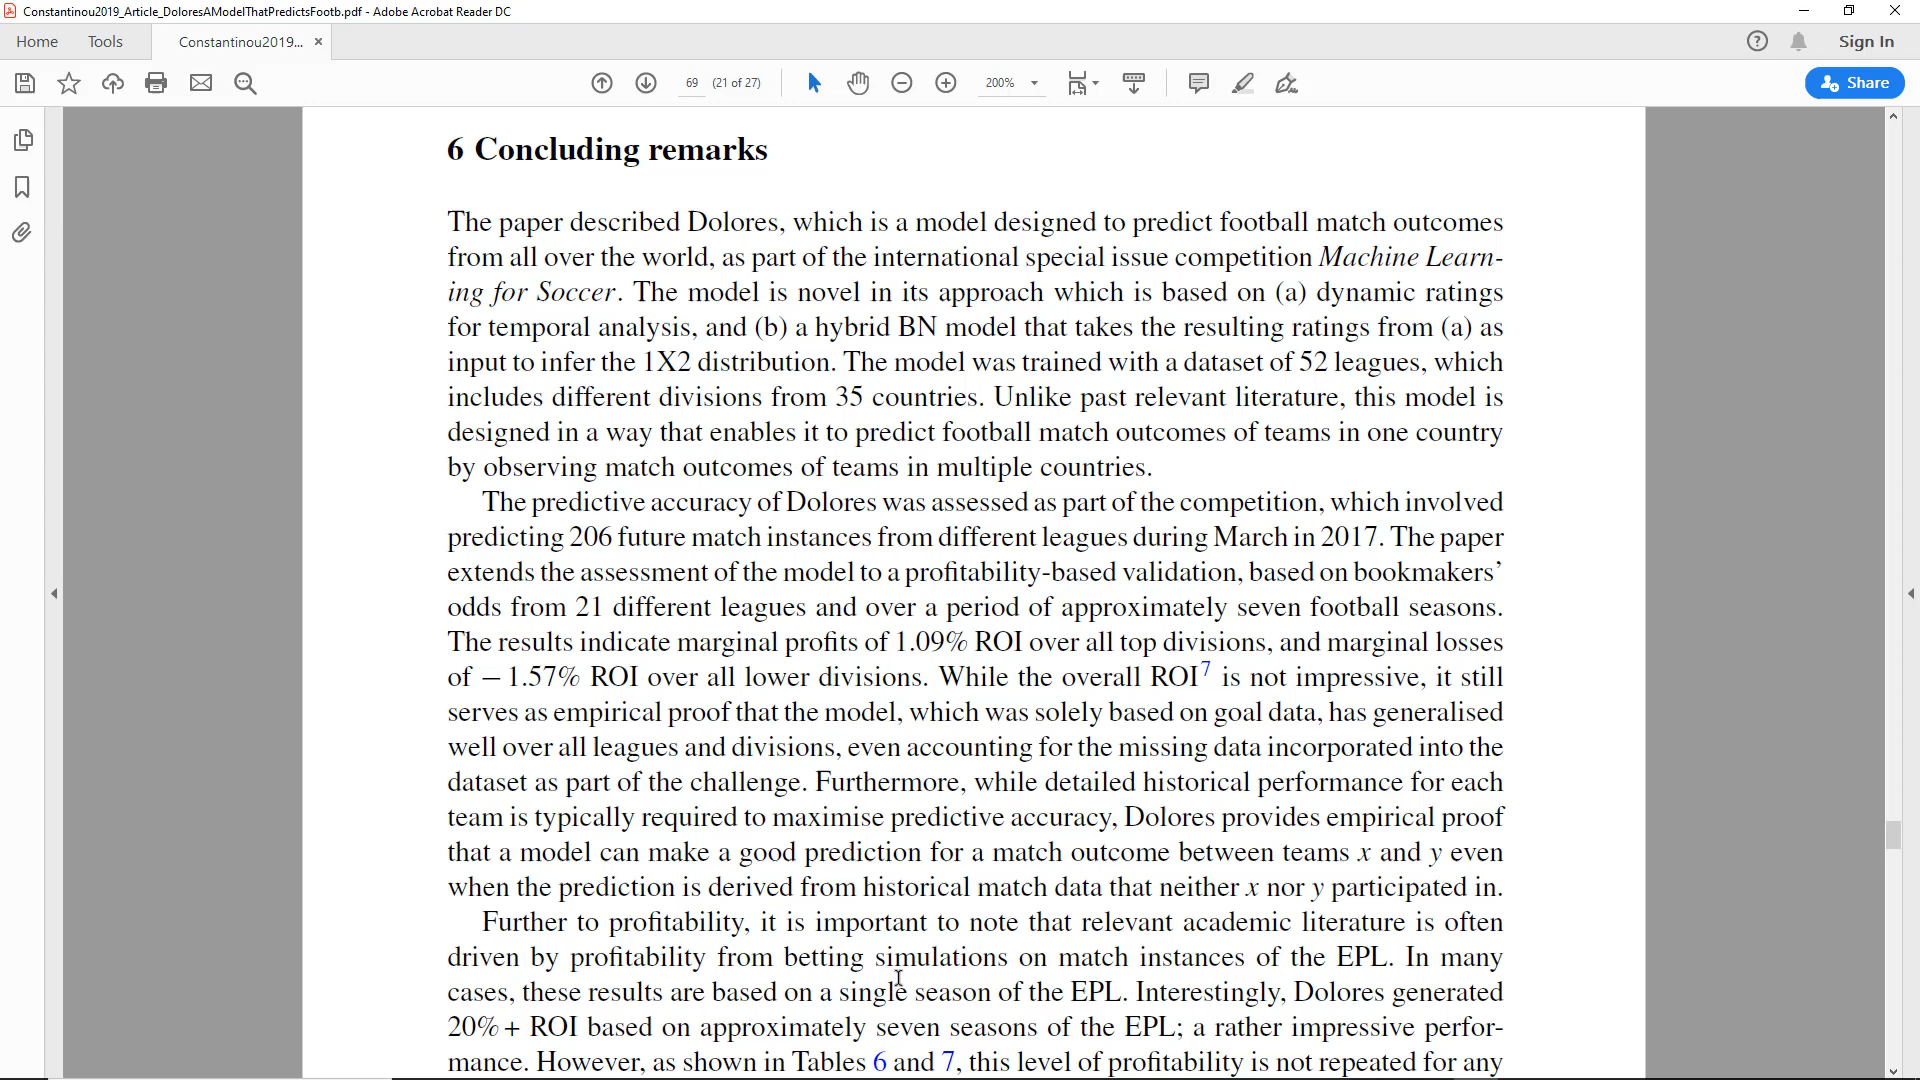 Constantinou2019_Article_DoloresAModelThatPredictsFootb.pdf - Adobe Acrobat Reader DC
Home Tools Constantinou2019... × Sign In
69 (21 of 27) 200% Share
6 Concluding remarks
The paper described Dolores, which is a model designed to predict football match outcomes
from all over the world, as part of the international special issue competition Machine Learn-
ing for Soccer. The model is novel in its approach which is based on (a) dynamic ratings
for temporal analysis, and (b) a hybrid BN model that takes the resulting ratings from (a) as
input to infer the 1X2 distribution. The model was trained with a dataset of 52 leagues, which
includes different divisions from 35 countries. Unlike past relevant literature, this model is
designed in a way that enables it to predict football match outcomes of teams in one country
by observing match outcomes of teams in multiple countries.
The predictive accuracy of Dolores was assessed as part of the competition, which involved
predicting 206 future match instances from different leagues during March in 2017. The paper
extends the assessment of the model to a profitability-based validation, based on bookmakers’
odds from 21 different leagues and over a period of approximately seven football seasons.
The results indicate marginal profits of 1.09% ROI over all top divisions, and marginal losses
of − 1.57% ROI over all lower divisions. While the overall ROI7 is not impressive, it still
serves as empirical proof that the model, which was solely based on goal data, has generalised
well over all leagues and divisions, even accounting for the missing data incorporated into the
dataset as part of the challenge. Furthermore, while detailed historical performance for each
team is typically required to maximise predictive accuracy, Dolores provides empirical proof
that a model can make a good prediction for a match outcome between teams x and y even
when the prediction is derived from historical match data that neither x nor y participated in.
Further to profitability, it is important to note that relevant academic literature is often
driven by profitability from betting simulations on match instances of the EPL. In many
cases, these results are based on a single season of the EPL. Interestingly, Dolores generated
20% + ROI based on approximately seven seasons of the EPL; a rather impressive perfor-
mance. However, as shown in Tables 6 and 7, this level of profitability is not repeated for any